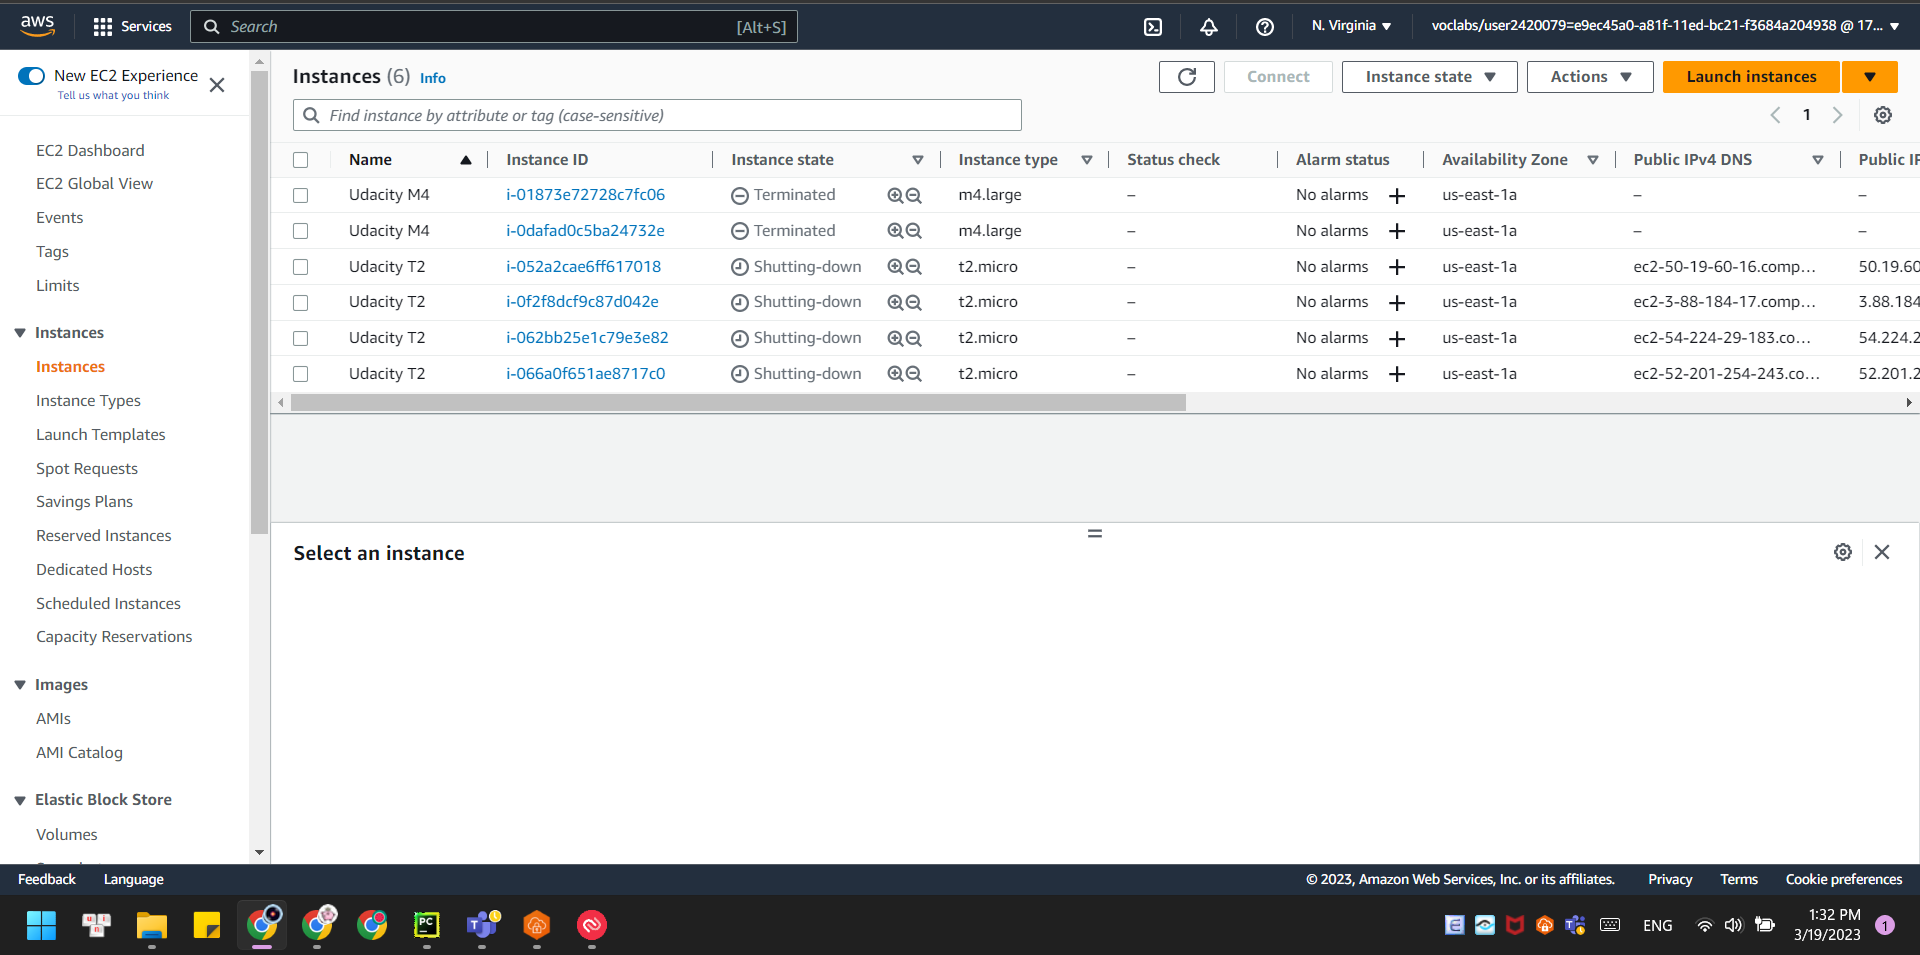 aws
Services
Search [Alt+S]
N. Virginia
voclabs/user2420079=e9ec45a0-a81f-11ed-bc21-f3684a204938 @ 17...
New EC2 Experience
Tell us what you think
EC2 Dashboard
EC2 Global View
Events
Tags
Limits
Instances
Instances
Instance Types
Launch Templates
Spot Requests
Savings Plans
Reserved Instances
Dedicated Hosts
Scheduled Instances
Capacity Reservations
Images
AMIs
AMI Catalog
Elastic Block Store
Volumes
Instances (6) Info
Connect Instance state Actions Launch instances
Find instance by attribute or tag (case-sensitive)
1
Name Instance ID Instance state Instance type Status check Alarm status Availability Zone Public IPv4 DNS Public IP
Udacity M4 i-01873e72728c7fc06 Terminated m4.large – No alarms + us-east-1a – –
Udacity M4 i-0dafad0c5ba24732e Terminated m4.large – No alarms + us-east-1a – –
Udacity T2 i-052a2cae6ff617018 Shutting-down t2.micro – No alarms + us-east-1a ec2-50-19-60-16.comp... 50.19.60
Udacity T2 i-0f2f8dcf9c87d042e Shutting-down t2.micro – No alarms + us-east-1a ec2-3-88-184-17.comp... 3.88.184
Udacity T2 i-062bb25e1c79e3e82 Shutting-down t2.micro – No alarms + us-east-1a ec2-54-224-29-183.co... 54.224.2
Udacity T2 i-066a0f651ae8717c0 Shutting-down t2.micro – No alarms + us-east-1a ec2-52-201-254-243.co... 52.201.2
Select an instance
Feedback Language
© 2023, Amazon Web Services, Inc. or its affiliates. Privacy Terms Cookie preferences
PC
ENG
1:32 PM
3/19/2023
1